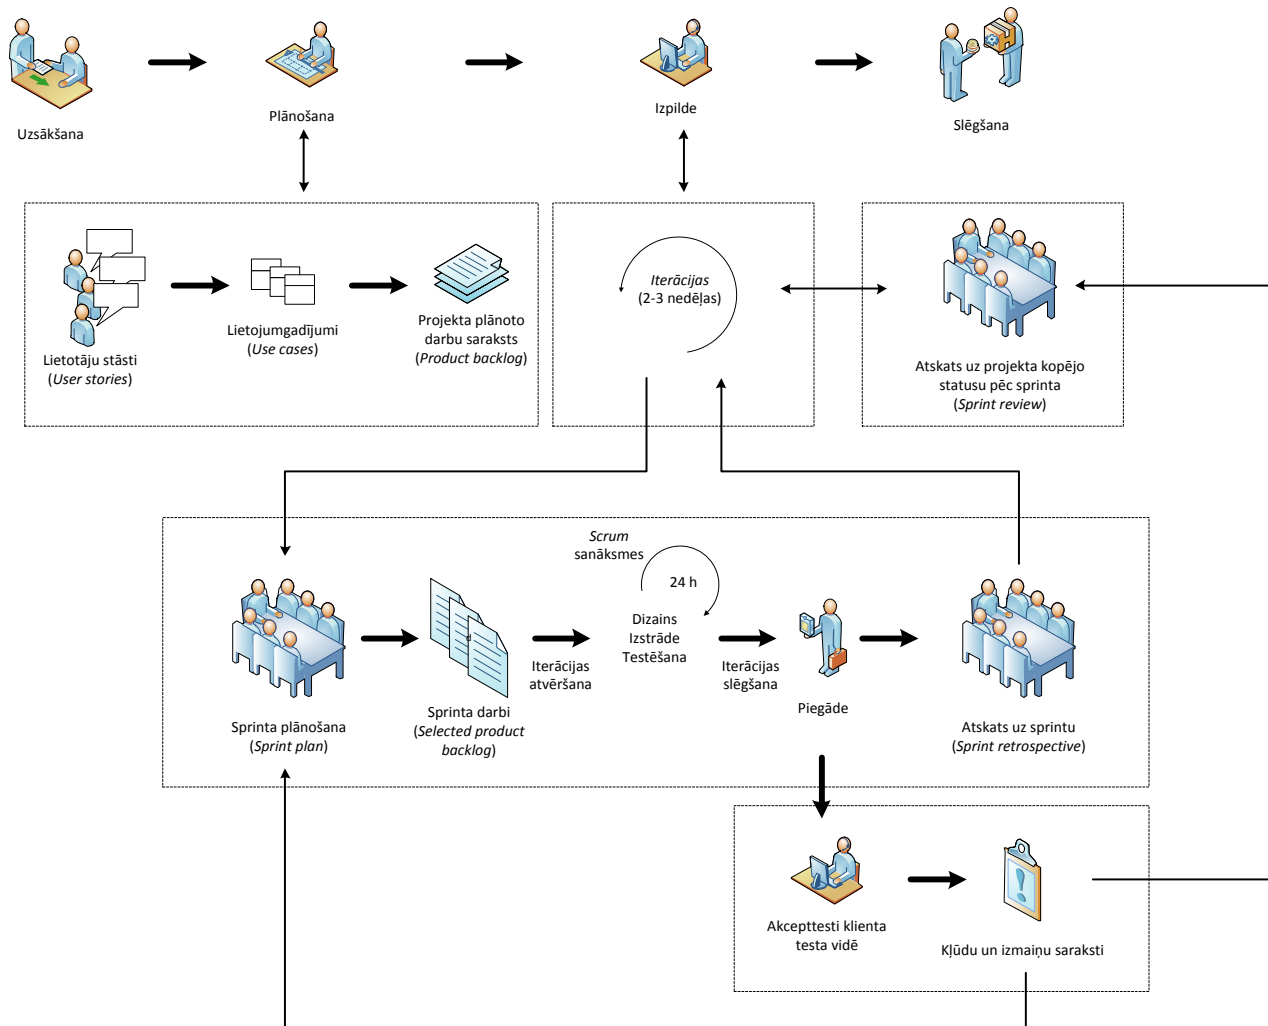 Uzsākšana
Plānošana
Izpilde
Slēgšana
Lietotāju stāsti
(User stories)
Lietojumgadījumi
(Use cases)
Projekta plānoto
darbu saraksts
(Product backlog)
Iterācijas
(2-3 nedēļas)
Atskats uz projekta kopējo
statusu pēc sprinta
(Sprint review)
Scrum
sanāksmes
24 h
Dizains
Izstrāde
Testēšana
Sprinta plānošana
(Sprint plan)
d
Sprinta darbi
(Selected product
backlog)
Iterācijas
atvēršana
Iterācijas
slēgšana
Piegāde
Atskats uz sprintu
(Sprint retrospective)
Akcepttesti klienta
testa vidē
Kļūdu un izmaiņu saraksti